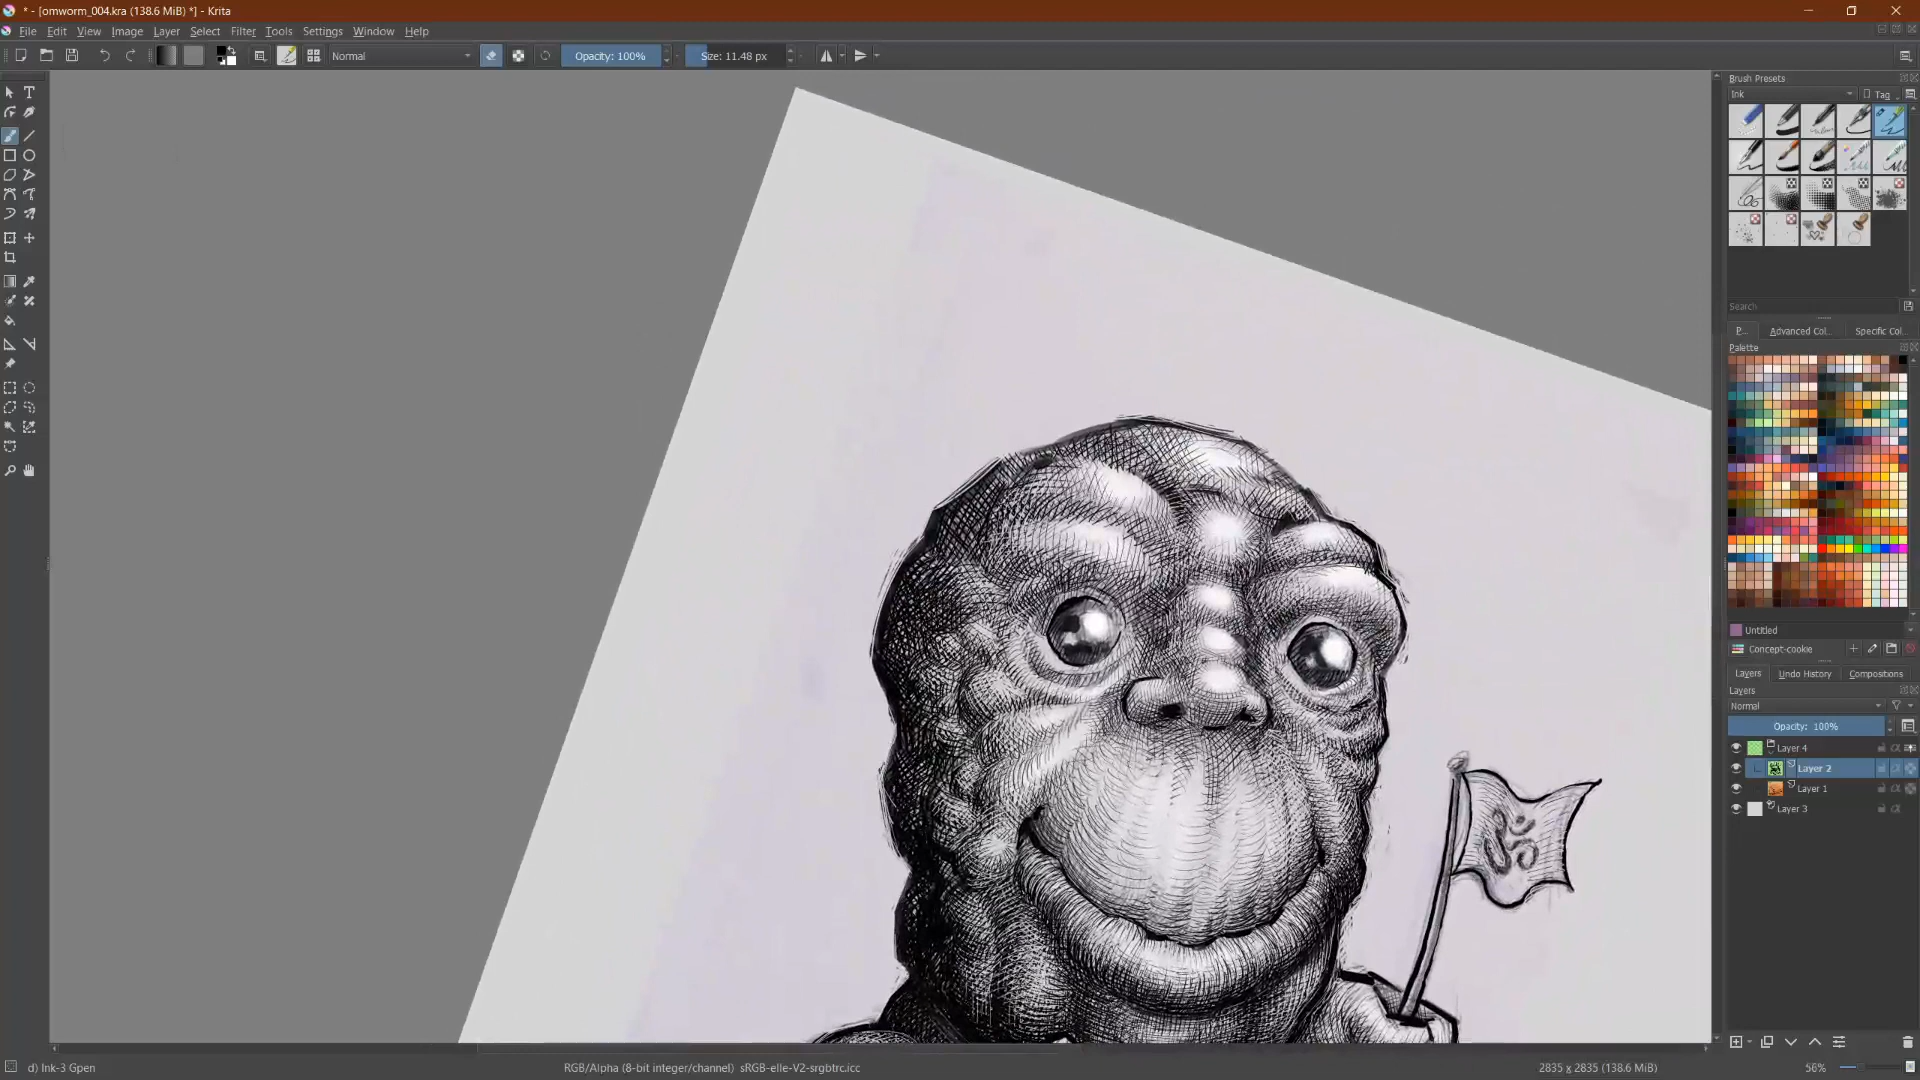 * - [omworm_004.kra (138.6 MiB) *] - Krita
File Edit View Image Layer Select Filter Tools Settings Window Help
Normal
Opacity: 100%
Size: 11.48 px
Brush Presets
Ink
Tag
Search
P...
Advanced Col...
Specific Col...
Palette
Untitled
Concept-cookie
Layers
Undo History
Compositions
Layers
Normal
Opacity: 100%
Layer 4
Layer 2
Layer 1
Layer 3
ॐ
d) Ink-3 Gpen
RGB/Alpha (8-bit integer/channel) sRGB-elle-V2-srgbtrc.icc
2835 x 2835 (138.6 MiB)
56%